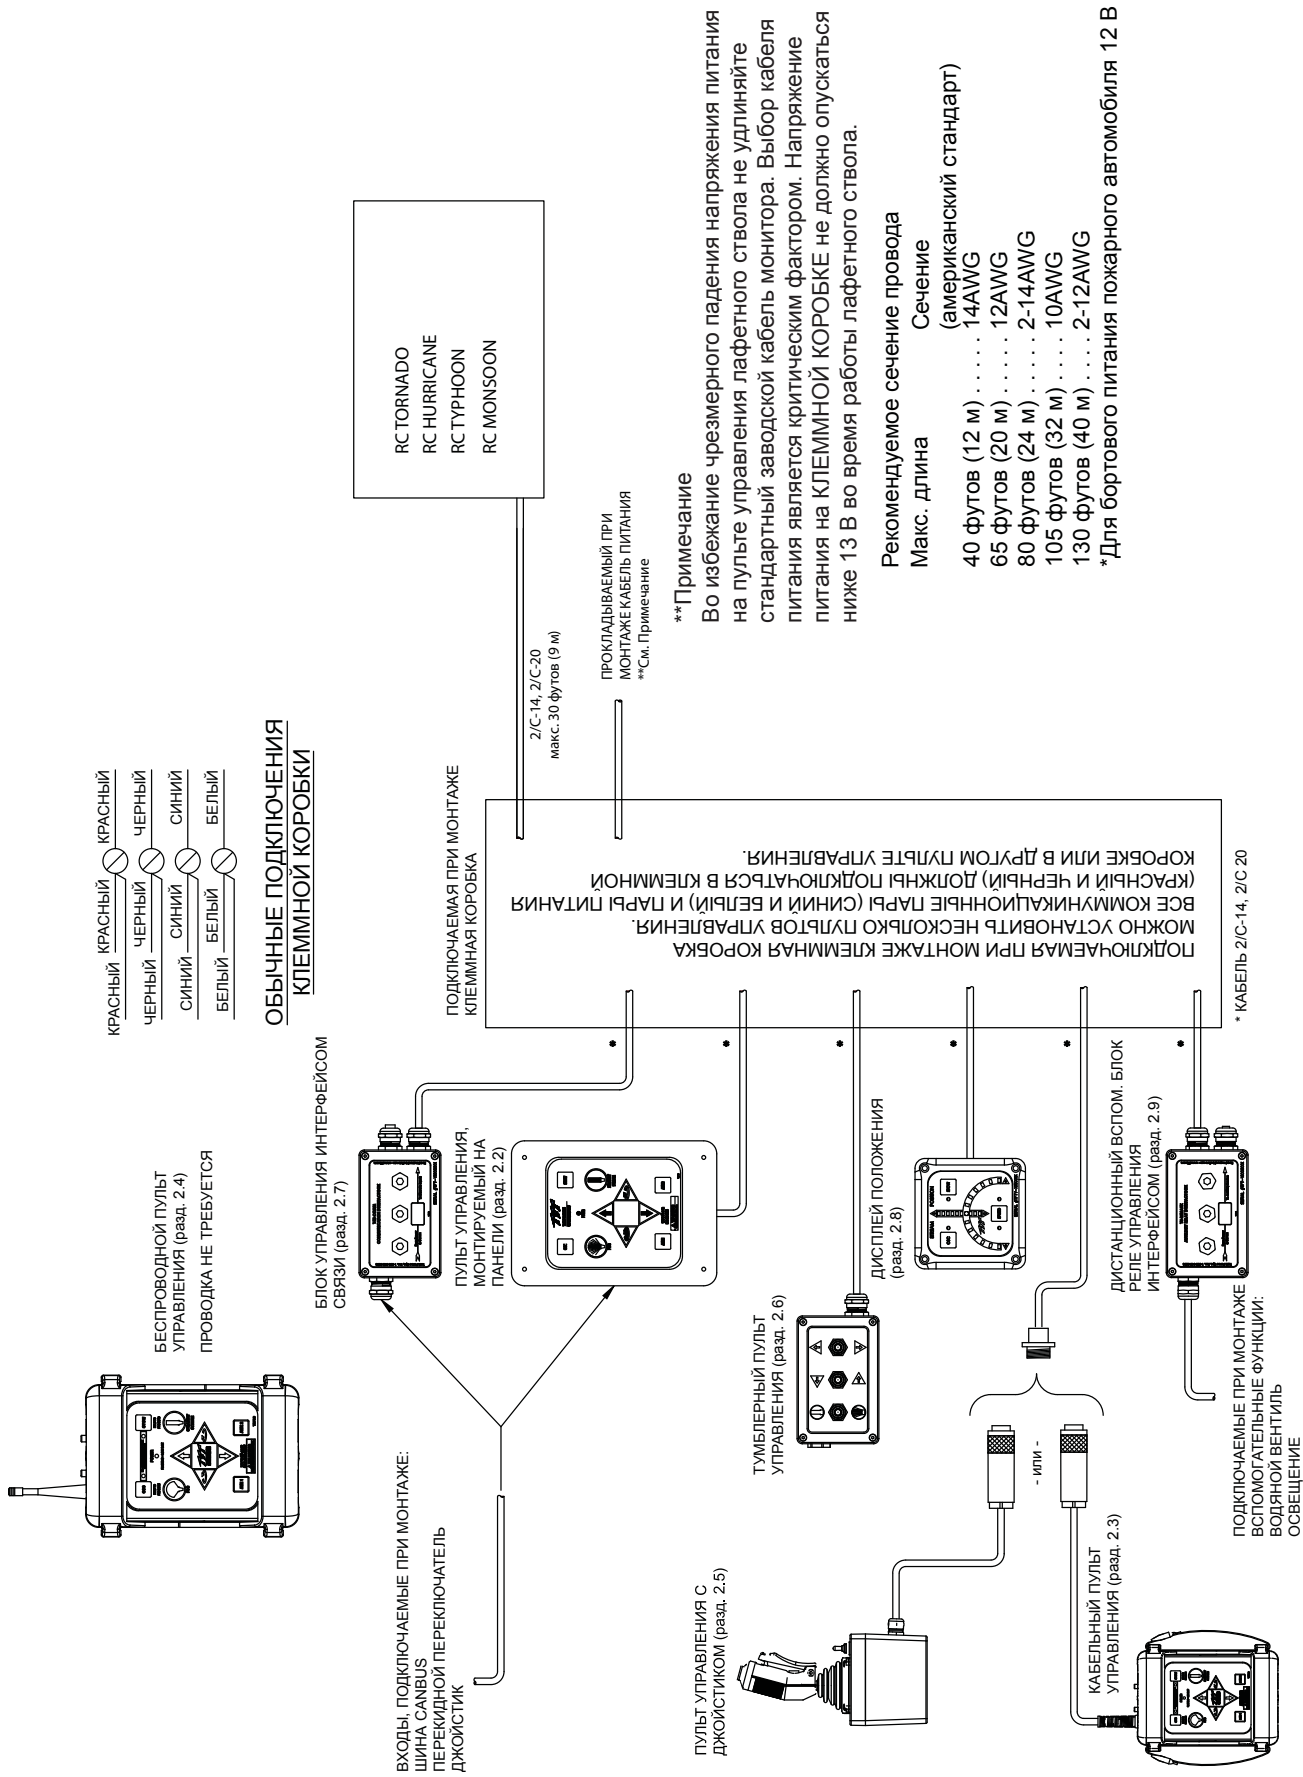 БЕСПРОВОДНОЙ ПУЛЬТ
УПРАВЛЕНИЯ (разд. 2.4)
ПРОВОДКА НЕ ТРЕБУЕТСЯ
КРАСНЫЙ КРАСНЫЙ КРАСНЫЙ
ЧЕРНЫЙ ЧЕРНЫЙ ЧЕРНЫЙ
СИНИЙ СИНИЙ СИНИЙ
БЕЛЫЙ БЕЛЫЙ БЕЛЫЙ
ОБЫЧНЫЕ ПОДКЛЮЧЕНИЯ
КЛЕММНОЙ КОРОБКИ
ВХОДЫ, ПОДКЛЮЧАЕМЫЕ ПРИ МОНТАЖЕ:
ШИНА CANBUS
ПЕРЕКИДНОЙ ПЕРЕКЛЮЧАТЕЛЬ
ДЖОЙСТИК
БЛОК УПРАВЛЕНИЯ ИНТЕРФЕЙСОМ
СВЯЗИ (разд. 2.7)
ПУЛЬТ УПРАВЛЕНИЯ,
МОНТИРУЕМЫЙ НА
ПАНЕЛИ (разд. 2.2)
ПОДКЛЮЧАЕМАЯ ПРИ МОНТАЖЕ
КЛЕММНАЯ КОРОБКА
RC TORNADO
RC HURRICANE
RC TYPHOON
RC MONSOON
2/C-14, 2/C-20
макс. 30 футов (9 м)
ПРОКЛАДЫВАЕМЫЙ ПРИ
МОНТАЖЕ КАБЕЛЬ ПИТАНИЯ
**См. Примечание
ПОДКЛЮЧАЕМАЯ ПРИ МОНТАЖЕ КЛЕММНАЯ КОРОБКА
МОЖНО УСТАНОВИТЬ НЕСКОЛЬКО ПУЛЬТОВ УПРАВЛЕНИЯ.
ВСЕ КОММУНИКАЦИОННЫЕ ПАРЫ (СИНИЙ И БЕЛЫЙ) И ПАРЫ ПИТАНИЯ
(КРАСНЫЙ И ЧЕРНЫЙ) ДОЛЖНЫ ПОДКЛЮЧАТЬСЯ В КЛЕММНОЙ
КОРОБКЕ ИЛИ В ДРУГОМ ПУЛЬТЕ УПРАВЛЕНИЯ.
*
*
*
*
*
*
* КАБЕЛЬ 2/C-14, 2/C 20
ТУМБЛЕРНЫЙ ПУЛЬТ
УПРАВЛЕНИЯ (разд. 2.6)
ДИСПЛЕЙ ПОЛОЖЕНИЯ
(разд. 2.8)
ПУЛЬТ УПРАВЛЕНИЯ С
ДЖОЙСТИКОМ (разд. 2.5)
- ИЛИ -
КАБЕЛЬНЫЙ ПУЛЬТ
УПРАВЛЕНИЯ (разд. 2.3)
ДИСТАНЦИОННЫЙ ВСПОМ. БЛОК
РЕЛЕ УПРАВЛЕНИЯ
ИНТЕРФЕЙСОМ (разд. 2.9)
ПОДКЛЮЧАЕМЫЕ ПРИ МОНТАЖЕ
ВСПОМОГАТЕЛЬНЫЕ ФУНКЦИИ:
ВОДЯНОЙ ВЕНТИЛЬ
ОСВЕЩЕНИЕ
**Примечание
Во избежание чрезмерного падения напряжения питания
на пульте управления лафетного ствола не удлиняйте
стандартный заводской кабель монитора. Выбор кабеля
питания является критическим фактором. Напряжение
питания на КЛЕММНОЙ КОРОБКЕ не должно опускаться
ниже 13 В во время работы лафетного ствола.
Рекомендуемое сечение провода
Макс. длина Сечение
(американский стандарт)
40 футов (12 м) . . . . . 14AWG
65 футов (20 м) . . . . . 12AWG
80 футов (24 м) . . . . . 2-14AWG
105 футов (32 м) . . . . 10AWG
130 футов (40 м) . . . . 2-12AWG
*Для бортового питания пожарного автомобиля 12 В